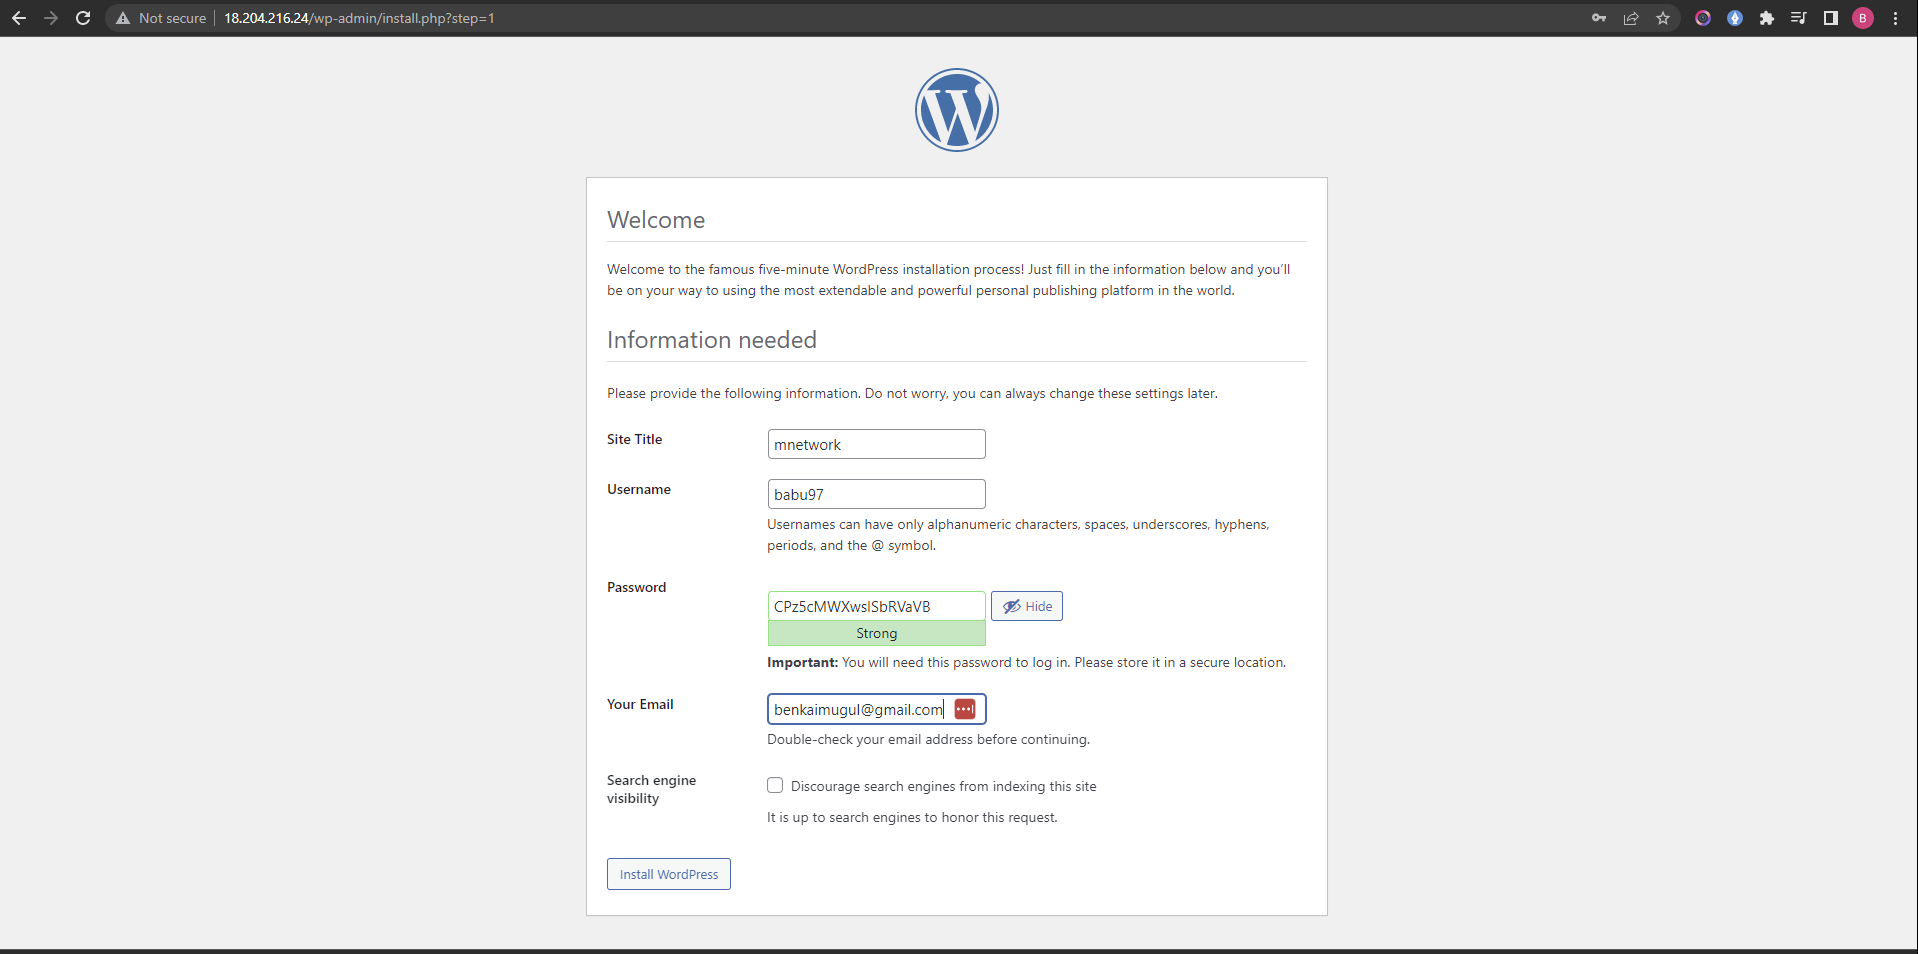 Not secure
18.204.216.24/wp-admin/install.php?step=1
B
W
Welcome
Welcome to the famous five-minute WordPress installation process! Just fill in the information below and you'll
be on your way to using the most extendable and powerful personal publishing platform in the world.
Information needed
Please provide the following information. Do not worry, you can always change these settings later.
Site Title
mnetwork
Username
babu97
Usernames can have only alphanumeric characters, spaces, underscores, hyphens,
periods, and the @ symbol.
Password
CPz5cMWXwsISbRVaVB
Hide
Strong
Important: You will need this password to log in. Please store it in a secure location.
Your Email
benkaimugul@gmail.com
Double-check your email address before continuing.
Search engine
visibility
Discourage search engines from indexing this site
It is up to search engines to honor this request.
Install WordPress